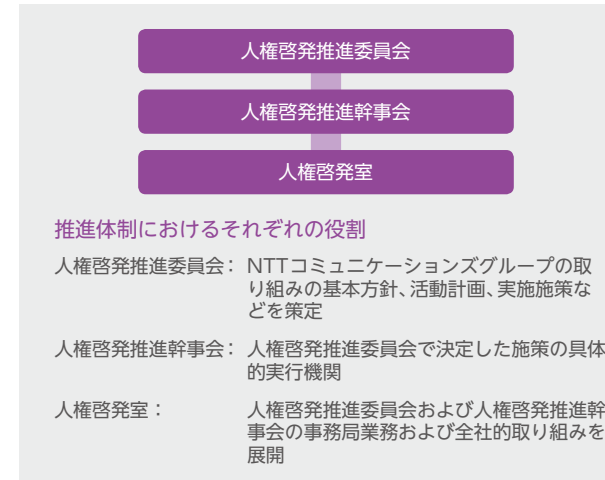 人権啓発推進委員会
人権啓発推進幹事会
人権啓発室
推進体制におけるそれぞれの役割
人権啓発推進委員会： NTTコミュニケーションズグループの取
り組みの基本方針、活動計画、実施施策な
どを策定
人権啓発推進幹事会： 人権啓発推進委員会で決定した施策の具体
的実行機関
人権啓発室： 人権啓発推進委員会および人権啓発推進幹
事会の事務局業務および全社的取り組みを
展開